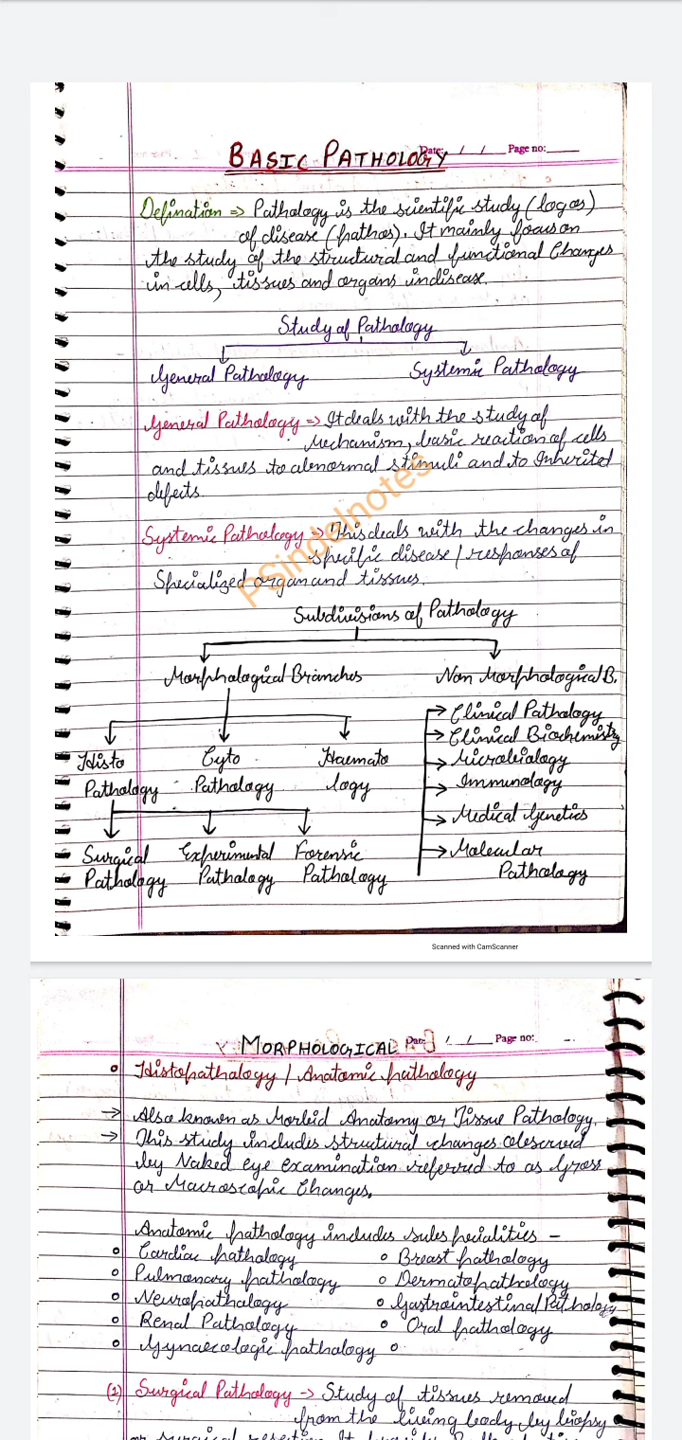 BASIC PATHOLOGY
Date: / / Page no:
Defination => Pathology is the scientific study (logos)
of disease (pathos). It mainly focus on
the study of the structural and functional Changes
in cells, tissues and organs in disease.
Study of Pathology
General Pathology Systemic Pathology
General Pathology => It deals with the study of
Mechanism, basic reaction of cells
and tissues to abnormal stimuli and to Inherited
defects.
Systemic Pathology => This deals with the changes in
specific disease / responses of
Specialized organ and tissues.
PSingelnotes
Subdivisions of Pathology
Morphological Branches Non Morphological B.
→ Clinical Pathology
→ Clinical Biochemistry
Histo Cyto Haemato → Microbiology
Pathology Pathology logy → Immunology
→ Medical Genetics
Surgical Experimental Forensic → Molecular
Pathology Pathology Pathology Pathology
Scanned with CamScanner
MORPHOLOGICAL
Date: / / Page no:
Histopathology / Anatomic pathology
→ Also known as Morbid Anatomy or Tissue Pathology.
→ This study includes structural changes observed
by Naked eye examination referred to as Gross
or Macroscopic Changes.
Anatomic pathology includes subspecialities –
o Cardiac pathology o Breast pathology
o Pulmonary pathology o Dermatopathology
o Neuropathology o Gastrointestinal Pathology
o Renal Pathology o Oral pathology
o Gynaecologic pathology o
(1) Surgical Pathology -> Study of tissues removed
from the living body by biopsy
or surgical resection. It